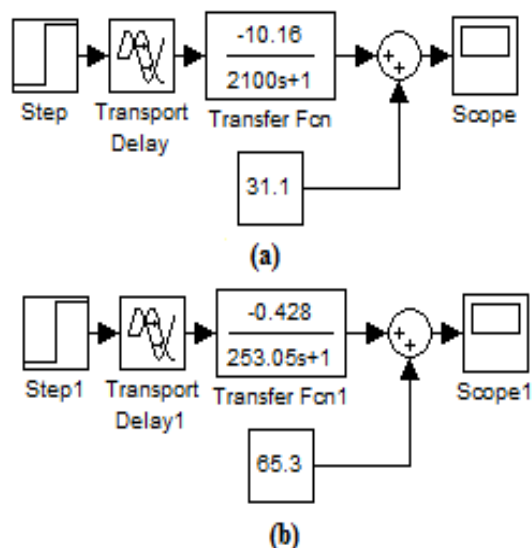 -10.16
2100s+1
Step
Transport
Delay
Transfer Fcn
Scope
31.1
(a)
-0.428
253.05s+1
Step1
Transport
Delay1
Transfer Fcn1
Scope1
65.3
(b)